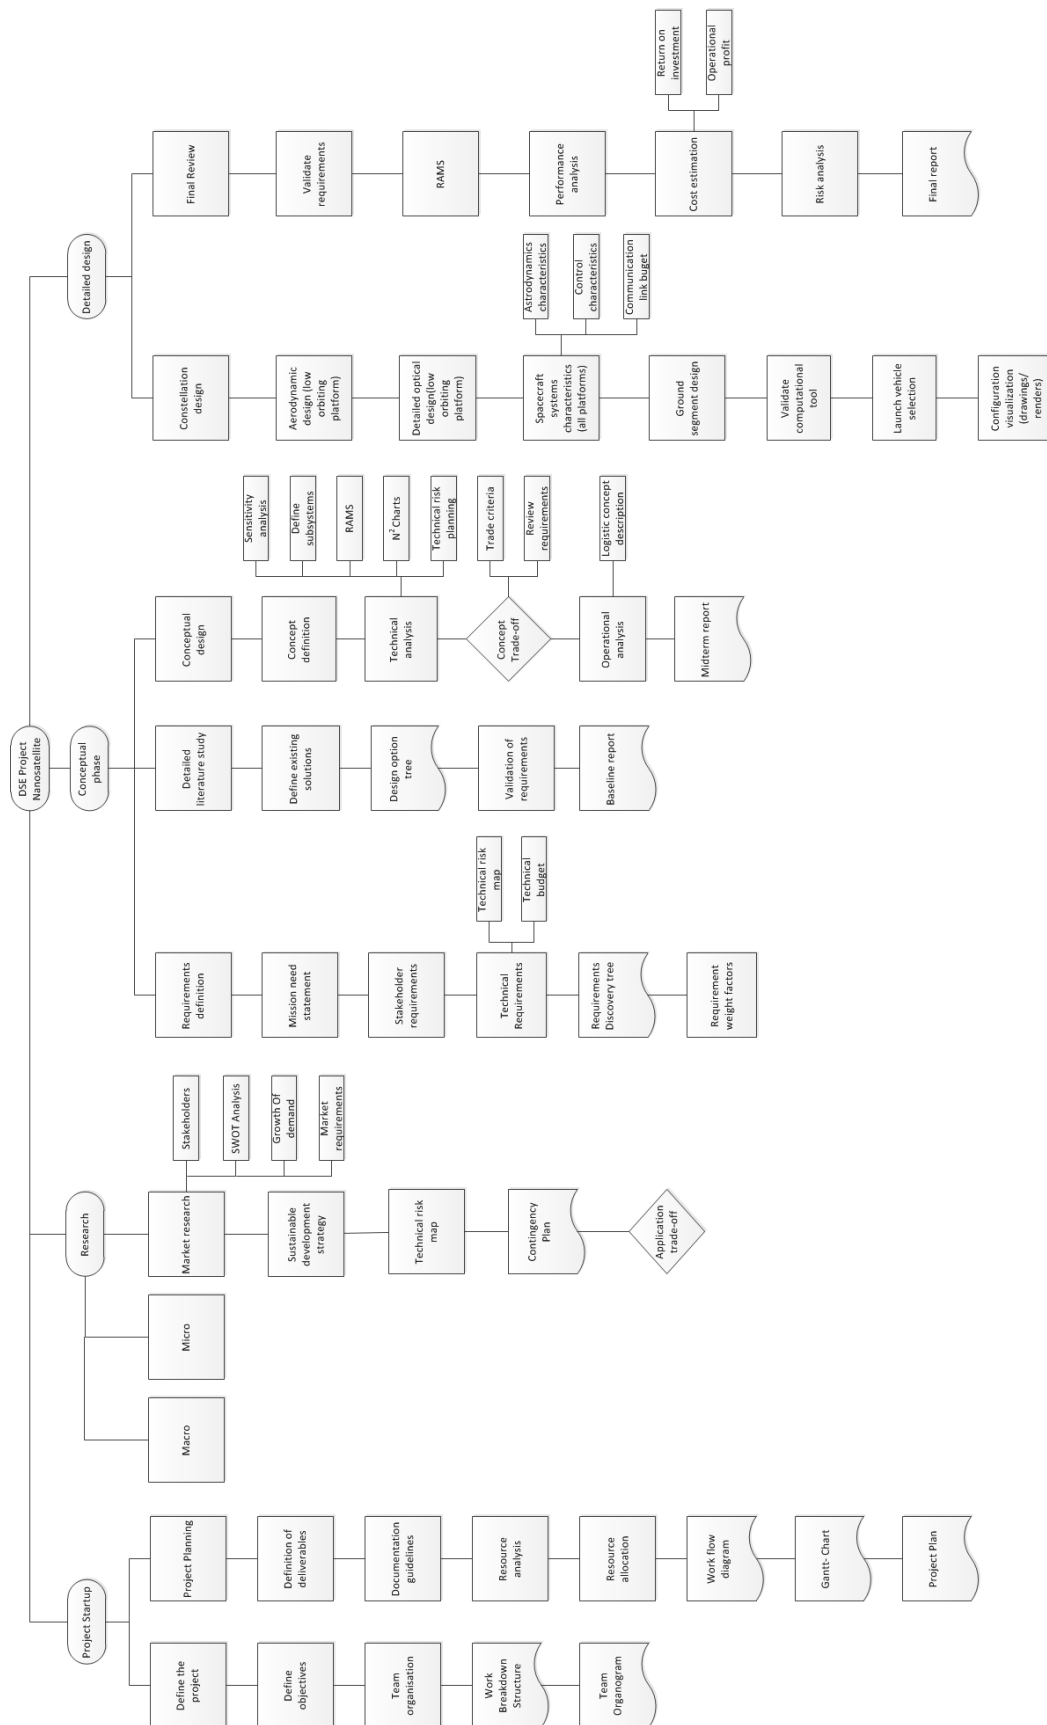 DSE Project
Nanosatellite
Project Startup
Define the
project
Define
objectives
Team
organisation
Work
Breakdown
Structure
Team
Organogram
Project Planning
Definition of
deliverables
Documentation
guidelines
Resource
analysis
Resource
allocation
Work flow
diagram
Gantt- Chart
Project Plan
Research
Macro
Micro
Market research
Stakeholders
SWOT Analysis
Growth Of
demand
Market
requirements
Sustainable
development
strategy
Technical risk
map
Contingency
Plan
Application
trade-off
Conceptual
phase
Requirements
definition
Mission need
statement
Stakeholder
requirements
Technical
Requirements
Technical risk
map
Technical
budget
Requirements
Discovery tree
Requirement
weight factors
Detailed
literature study
Define existing
solutions
Design option
tree
Validation of
requirements
Baseline report
Conceptual
design
Concept
definition
Technical
analysis
Sensitivity
analysis
Define
subsystems
RAMS
N² Charts
Technical risk
planning
Concept
Trade-off
Trade criteria
Review
requirements
Operational
analysis
Logistic concept
description
Midterm report
Detailed design
Constellation
design
Aerodynamic
design (low
orbiting
platform)
Detailed optical
design(low
orbiting
platform)
Spacecraft
systems
characteristics
(all platforms)
Astrodynamics
characteristics
Control
characteristics
Communication
link buget
Ground
segment design
Validate
computational
tool
Launch vehicle
selection
Configuration
visualization
(drawings/
renders)
Final Review
Validate
requirements
RAMS
Performance
analysis
Cost estimation
Return on
investment
Operational
profit
Risk analysis
Final report